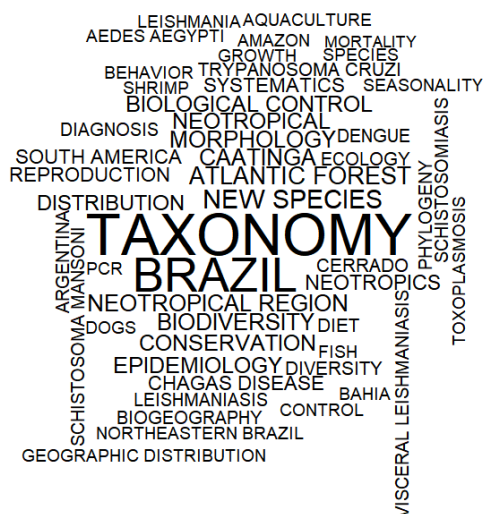 LEISHMANIA AQUACULTURE
AEDES AEGYPTI AMAZON MORTALITY
GROWTH SPECIES
BEHAVIOR TRYPANOSOMA CRUZI
SHRIMP SYSTEMATICS SEASONALITY
BIOLOGICAL CONTROL
DIAGNOSIS NEOTROPICAL
MORPHOLOGY DENGUE
SOUTH AMERICA CAATINGA ECOLOGY
REPRODUCTION ATLANTIC FOREST
DISTRIBUTION NEW SPECIES
PHYLOGENY
SCHISTOSOMIASIS
TOXOPLASMOSIS
TAXONOMY
ARGENTINA
SCHISTOSOMA MANSONI
PCR BRAZIL CERRADO
NEOTROPICS
NEOTROPICAL REGION
DOGS BIODIVERSITY DIET
CONSERVATION
FISH
EPIDEMIOLOGY DIVERSITY
CHAGAS DISEASE
LEISHMANIASIS BAHIA
BIOGEOGRAPHY CONTROL
NORTHEASTERN BRAZIL
GEOGRAPHIC DISTRIBUTION
VISCERAL LEISHMANIASIS